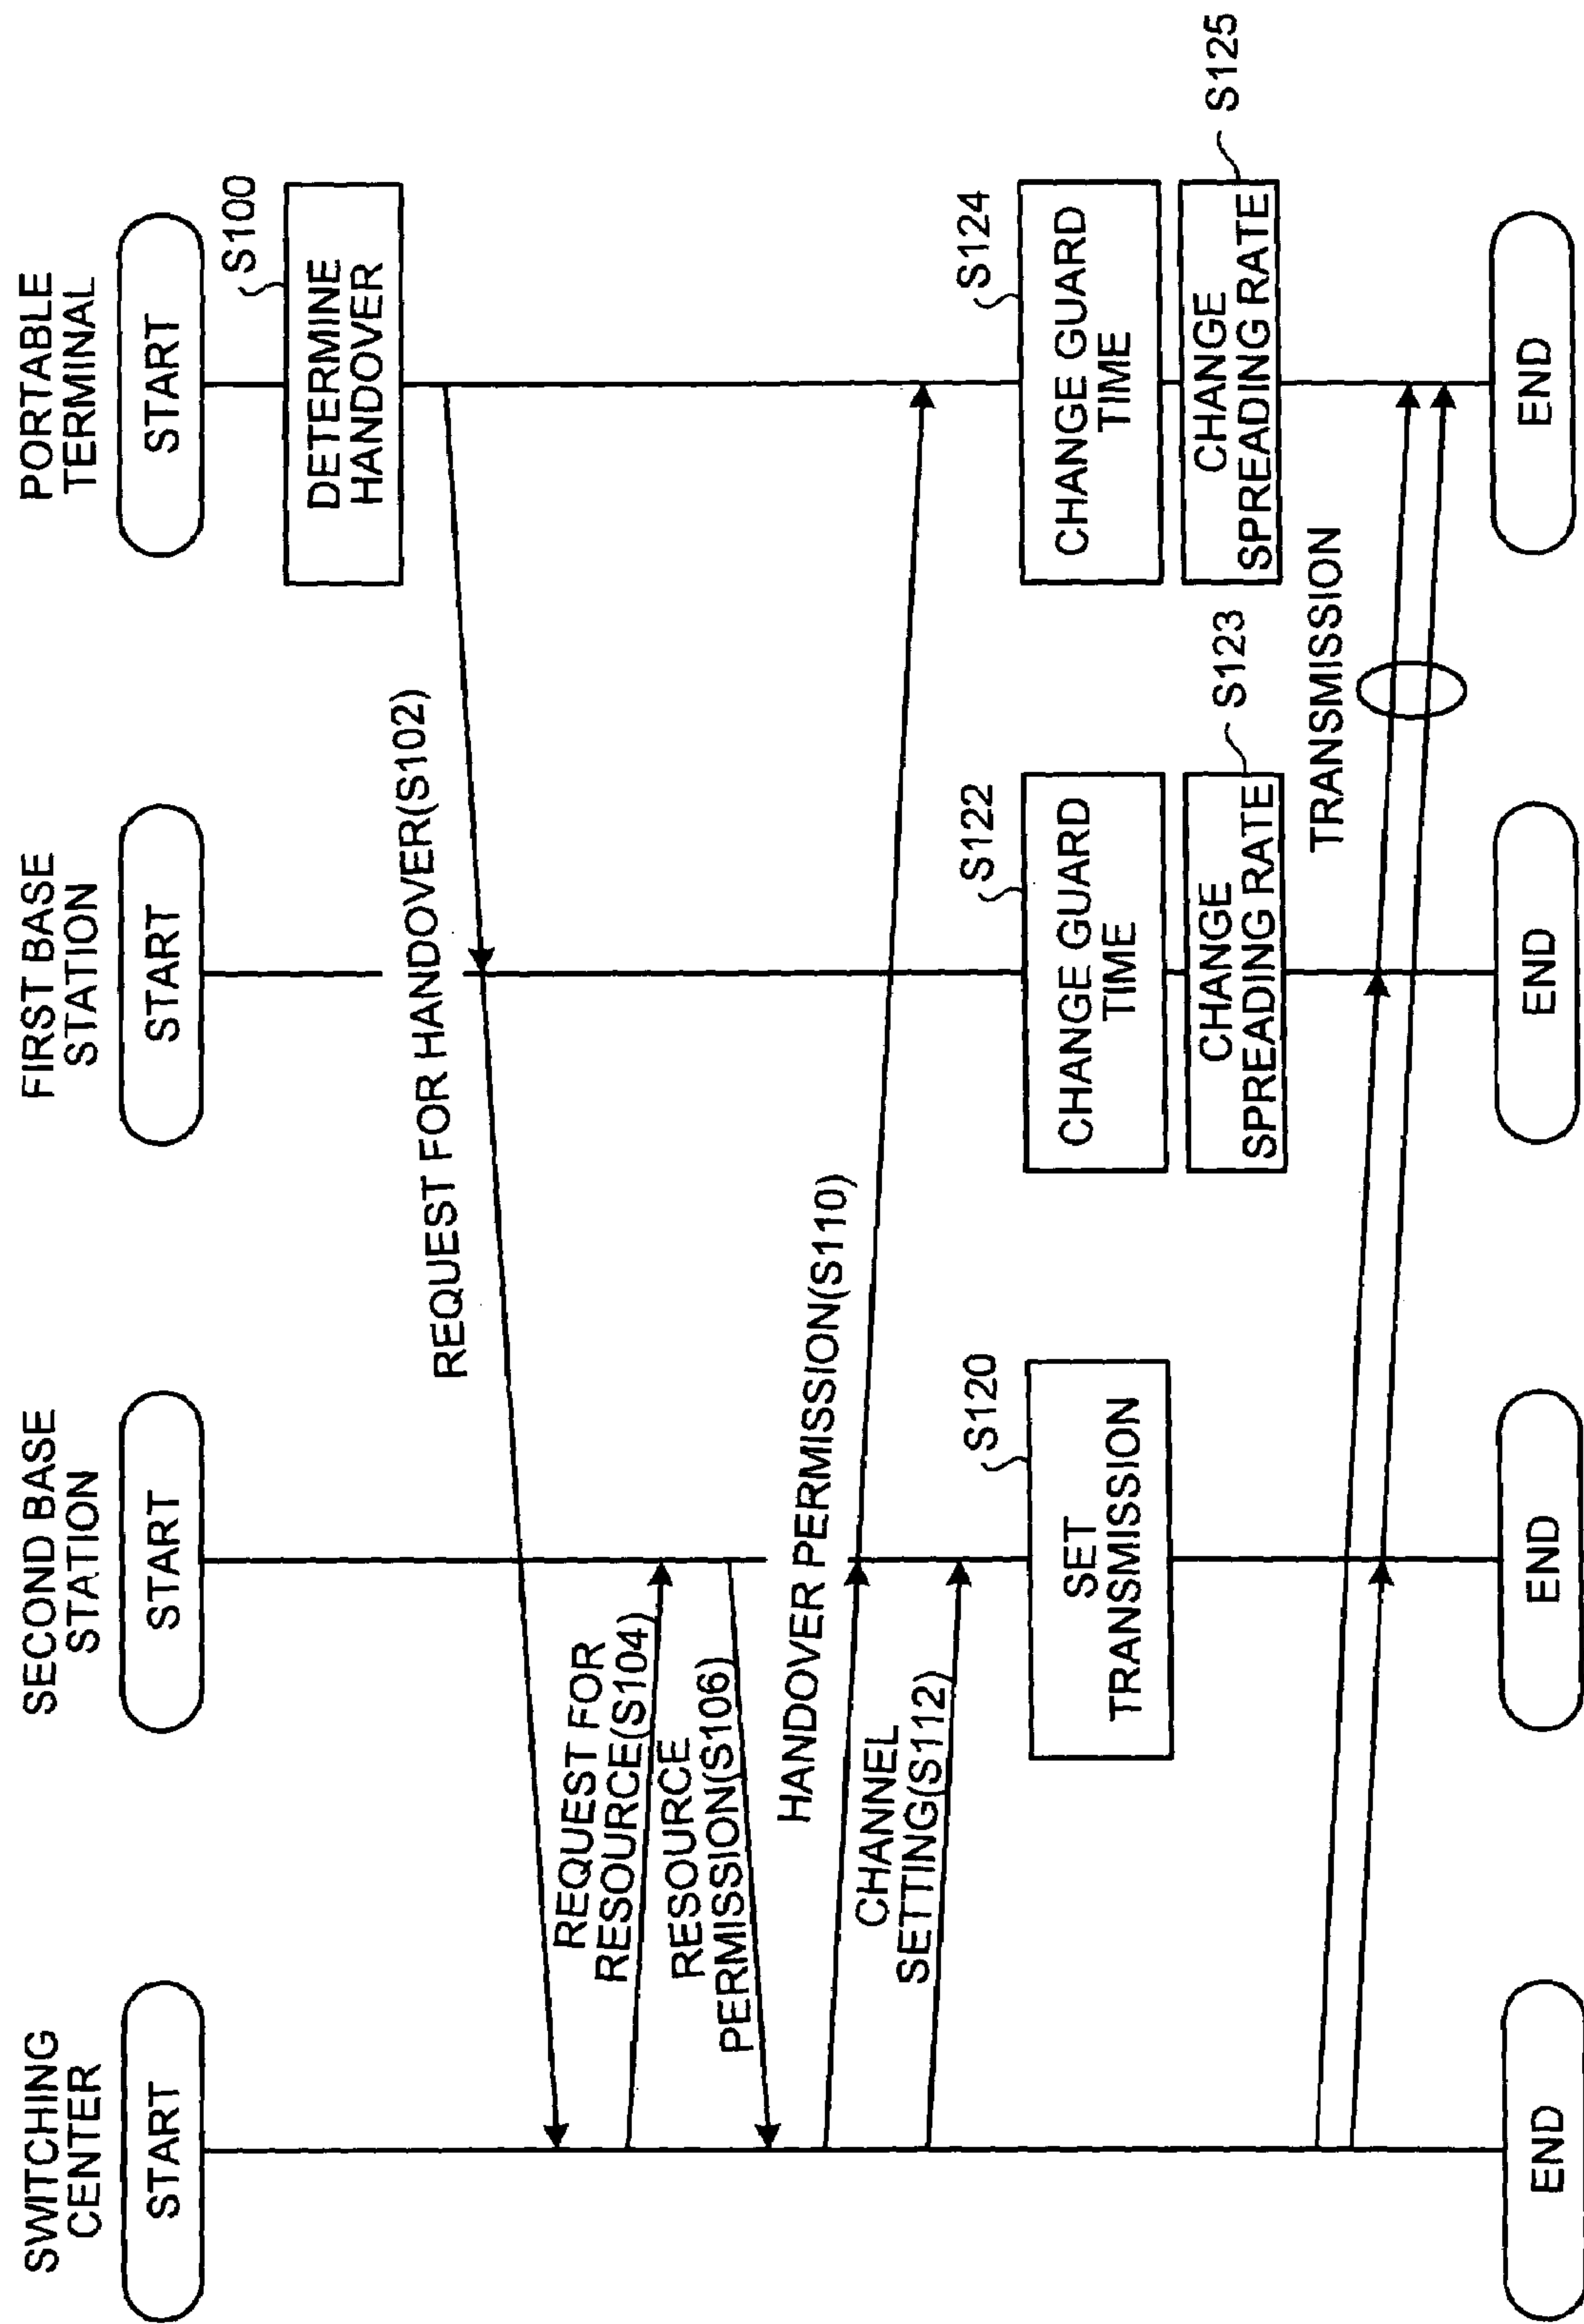 SWITCHING
CENTER
SECOND BASE
STATION
FIRST BASE
STATION
PORTABLE
TERMINAL
START
START
START
START
S100
DETERMINE
HANDOVER
REQUEST FOR HANDOVER(S102)
REQUEST FOR
RESOURCE(S104)
RESOURCE
PERMISSION(S106)
HANDOVER PERMISSION(S110)
CHANNEL
SETTING(S112)
S120
SET
TRANSMISSION
S122
CHANGE GUARD
TIME
S124
CHANGE GUARD
TIME
S123
CHANGE
SPREADING RATE
S125
CHANGE
SPREADING RATE
TRANSMISSION
END
END
END
END